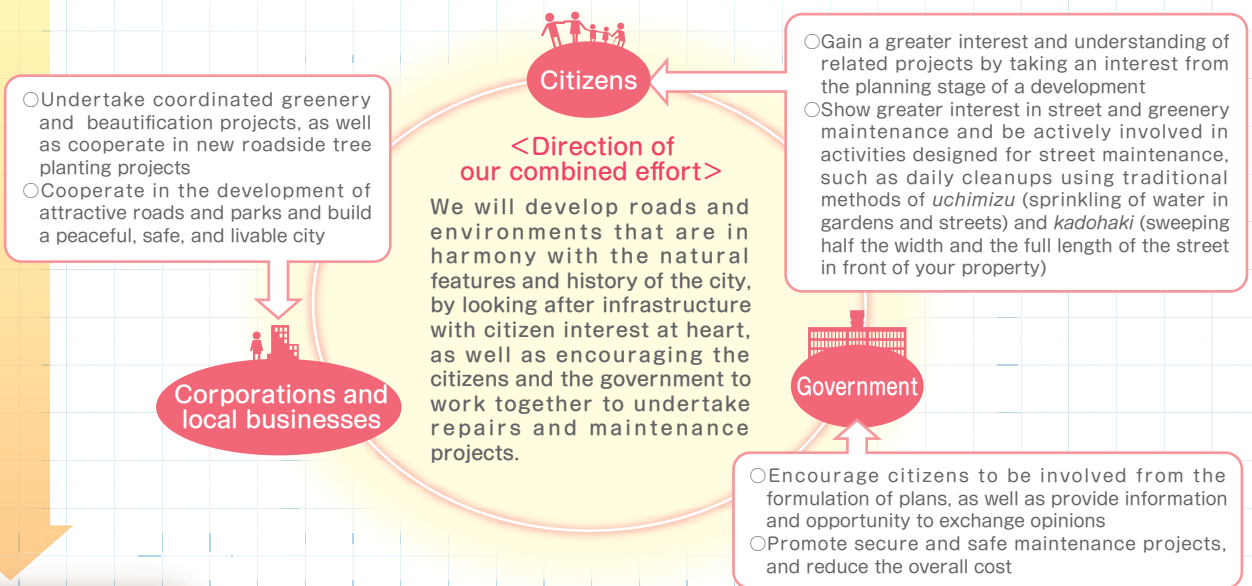 Citizens
○Gain a greater interest and understanding of
related projects by taking an interest from
the planning stage of a development
○Show greater interest in street and greenery
maintenance and be actively involved in
activities designed for street maintenance,
such as daily cleanups using traditional
methods of uchimizu (sprinkling of water in
gardens and streets) and kadohaki (sweeping
half the width and the full length of the street
in front of your property)
○Undertake coordinated greenery
and beautification projects, as well
as cooperate in new roadside tree
planting projects
○Cooperate in the development of
attractive roads and parks and build
a peaceful, safe, and livable city
<Direction of
our combined effort>
We will develop roads and
environments that are in
harmony with the natural
features and history of the city,
by looking after infrastructure
with citizen interest at heart,
as well as encouraging the
citizens and the government to
work together to undertake
repairs and maintenance
projects.
Corporations and
local businesses
Government
○Encourage citizens to be involved from the
formulation of plans, as well as provide information
and opportunity to exchange opinions
○Promote secure and safe maintenance projects,
and reduce the overall cost